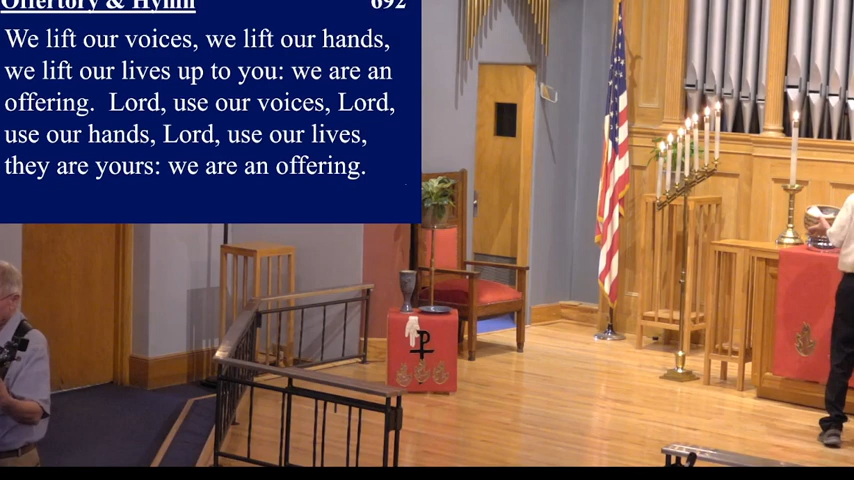 Offertory & Hymn 692
We lift our voices, we lift our hands,
we lift our lives up to you: we are an
offering. Lord, use our voices, Lord,
use our hands, Lord, use our lives,
they are yours: we are an offering.